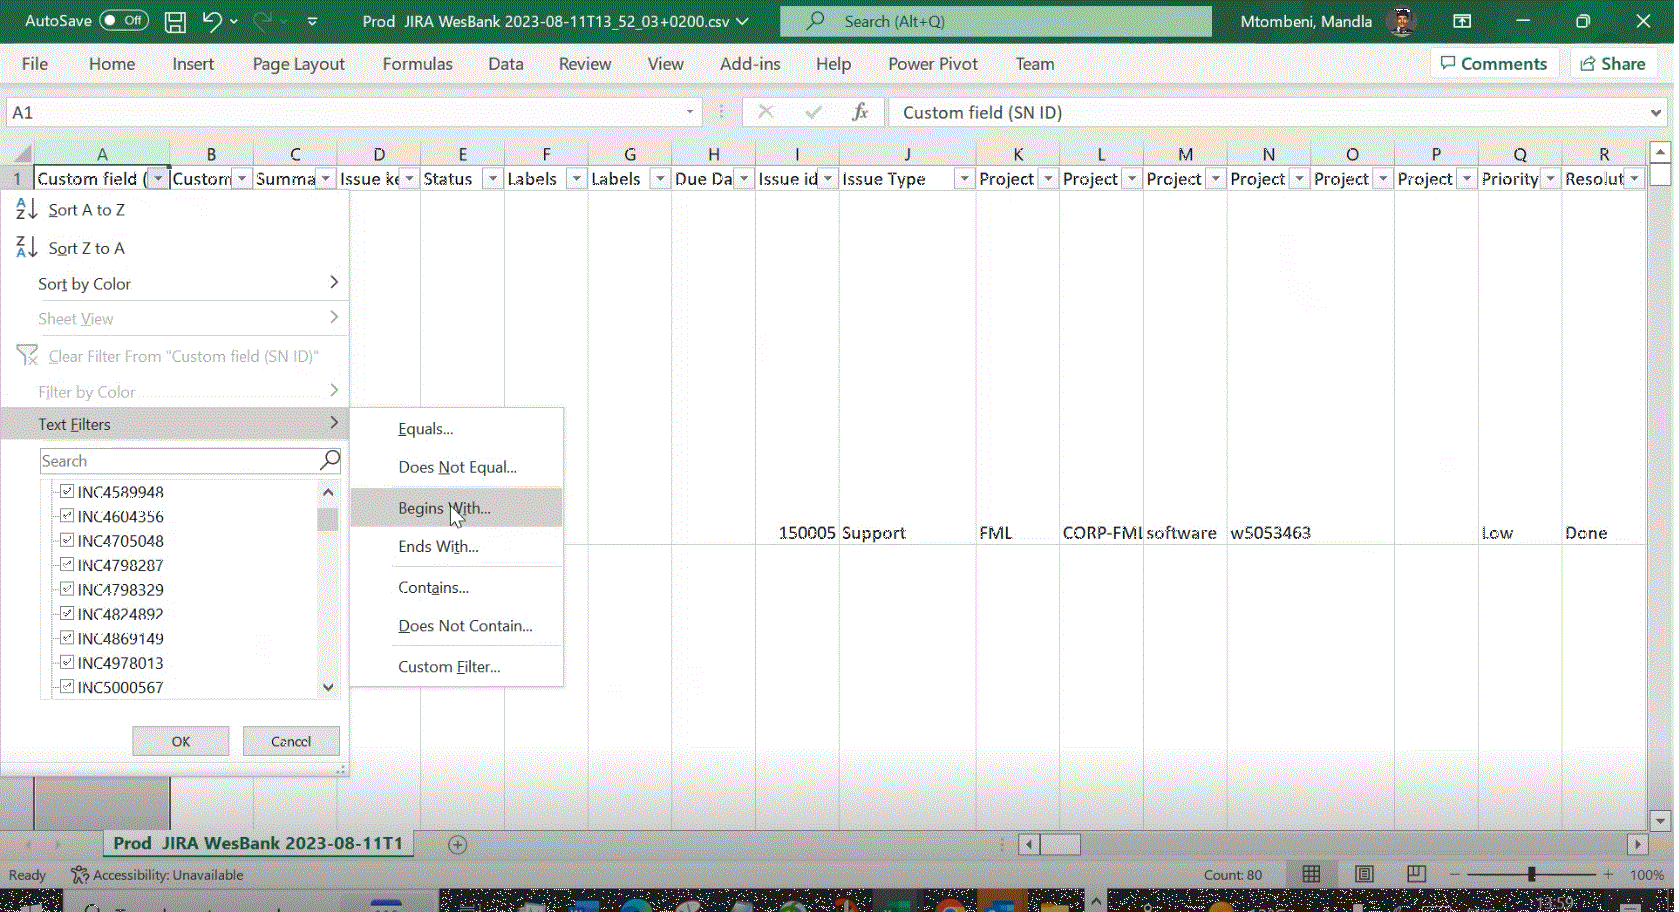 AutoSave Off Prod JIRA WesBank 2023-08-11T13_52_03+0200.csv Search (Alt+Q) Mtombeni, Mandla
File Home Insert Page Layout Formulas Data Review View Add-ins Help Power Pivot Team Comments Share
A1 fx Custom field (SN ID)
A B C D E F G H I J K L M N O P Q R
1 Custom field ( Custom Summa Issue ke Status Labels Labels Due Da Issue id Issue Type Project Project Project Project Project Project Priority Resolut
Sort A to Z
Sort Z to A
Sort by Color
Sheet View
Clear Filter From "Custom field (SN ID)"
Filter by Color
Text Filters
Search
INC4589948
INC4604356
INC4705048
INC4798287
INC4798329
INC4824892
INC4869149
INC4978013
INC5000567
OK Cancel
Equals...
Does Not Equal...
Begins With...
Ends With...
Contains...
Does Not Contain...
Custom Filter...
150005 Support FML CORP-FML software w5053463 Low Done
Prod JIRA WesBank 2023-08-11T1
Ready Accessibility: Unavailable Count: 80 100%
13:59